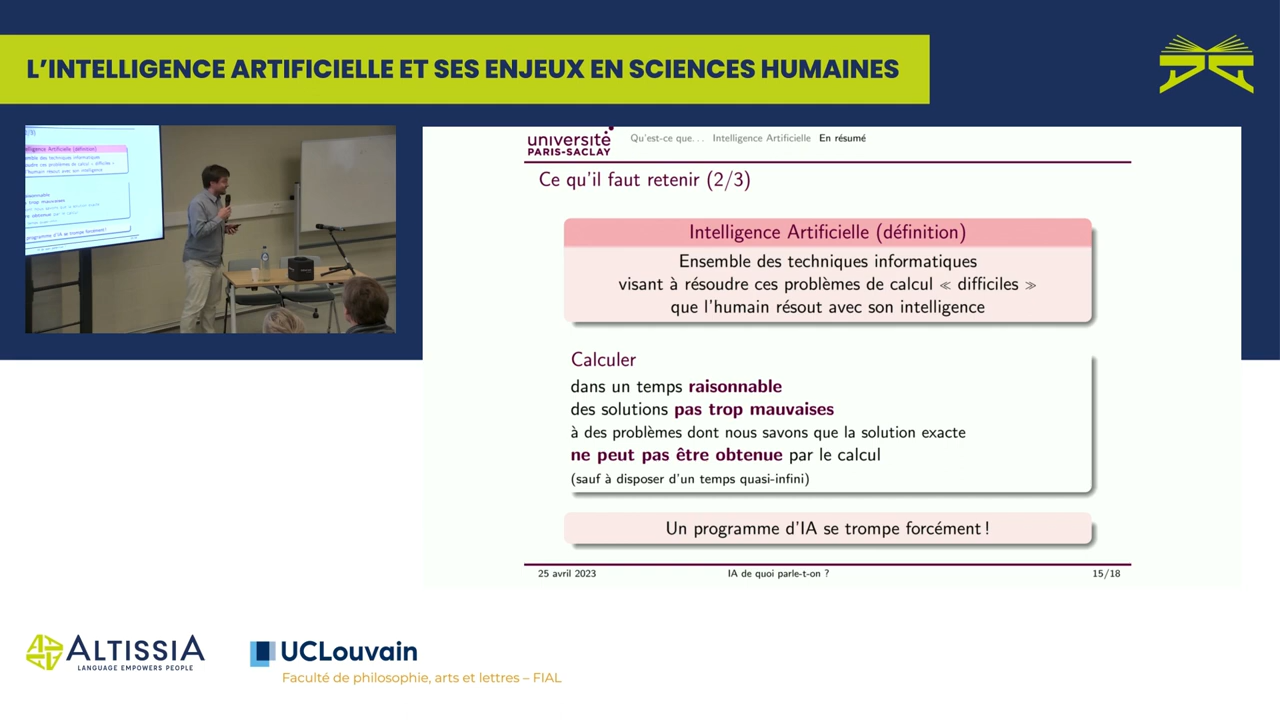 L'INTELLIGENCE ARTIFICIELLE ET SES ENJEUX EN SCIENCES HUMAINES
université
PARIS-SACLAY
Qu'est-ce que... Intelligence Artificielle En résumé
Ce qu'il faut retenir (2/3)
Intelligence Artificielle (définition)
Ensemble des techniques informatiques
visant à résoudre ces problèmes de calcul ≪ difficiles ≫
que l'humain résout avec son intelligence
Calculer
dans un temps raisonnable
des solutions pas trop mauvaises
à des problèmes dont nous savons que la solution exacte
ne peut pas être obtenue par le calcul
(sauf à disposer d'un temps quasi-infini)
Un programme d'IA se trompe forcément !
25 avril 2023 IA de quoi parle-t-on ? 15/18
ALTISSIA
LANGUAGE EMPOWERS PEOPLE
UCLouvain
Faculté de philosophie, arts et lettres – FIAL